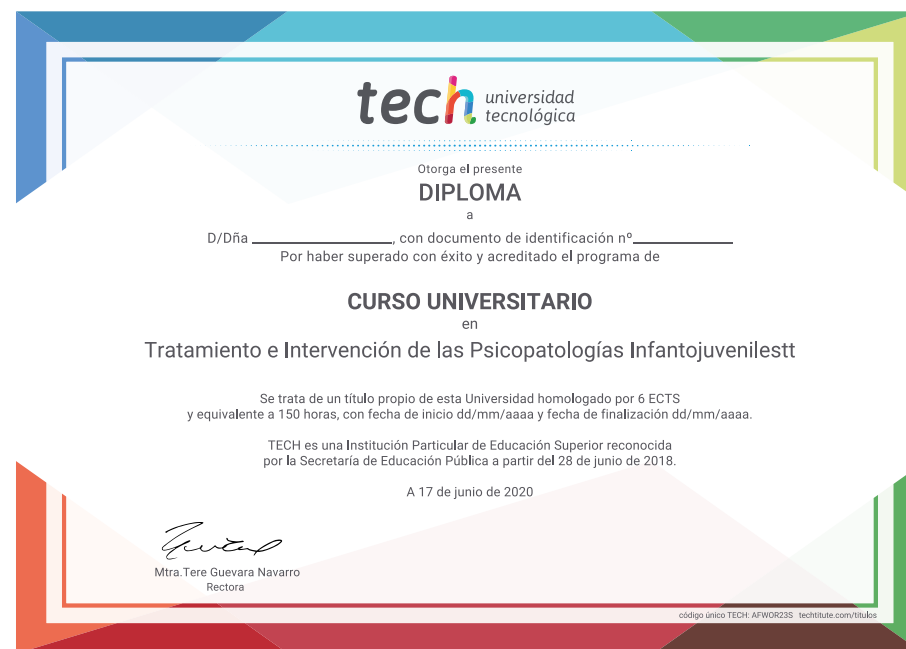 tech universidad
tecnológica
Otorga el presente
DIPLOMA
a
D/Dña ________________, con documento de identificación nº____________
Por haber superado con éxito y acreditado el programa de
CURSO UNIVERSITARIO
en
Tratamiento e Intervención de las Psicopatologías Infantojuvenilestt
Se trata de un título propio de esta Universidad homologado por 6 ECTS
y equivalente a 150 horas, con fecha de inicio dd/mm/aaaa y fecha de finalización dd/mm/aaaa.
TECH es una Institución Particular de Educación Superior reconocida
por la Secretaría de Educación Pública a partir del 28 de junio de 2018.
A 17 de junio de 2020
Mtra.Tere Guevara Navarro
Rectora
código único TECH: AFWOR23S techtitute.com/titulos